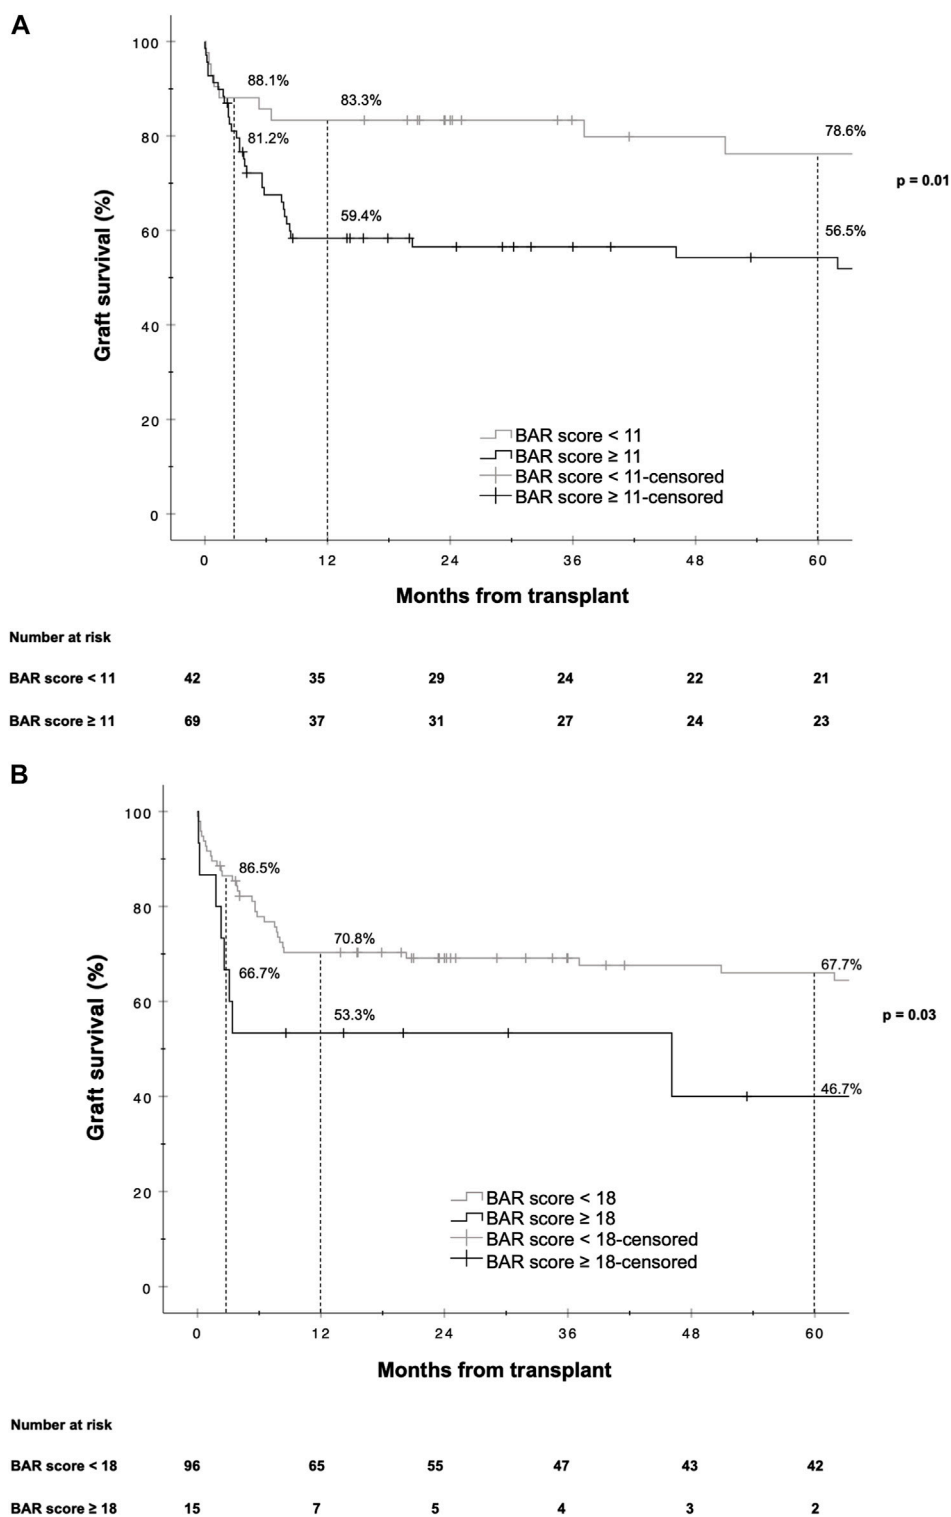 A
100
88.1%
83.3%
80
81.2%
78.6%
p = 0.01
60
59.4%
56.5%
Graft survival (%)
40
20
BAR score < 11
BAR score ≥ 11
BAR score < 11-censored
BAR score ≥ 11-censored
0
0 12 24 36 48 60
Months from transplant
Number at risk
BAR score < 11 42 35 29 24 22 21
BAR score ≥ 11 69 37 31 27 24 23
B
100
86.5%
80
70.8%
66.7%
67.7%
p = 0.03
60
53.3%
Graft survival (%)
40
46.7%
20
BAR score < 18
BAR score ≥ 18
BAR score < 18-censored
BAR score ≥ 18-censored
0
0 12 24 36 48 60
Months from transplant
Number at risk
BAR score < 18 96 65 55 47 43 42
BAR score ≥ 18 15 7 5 4 3 2